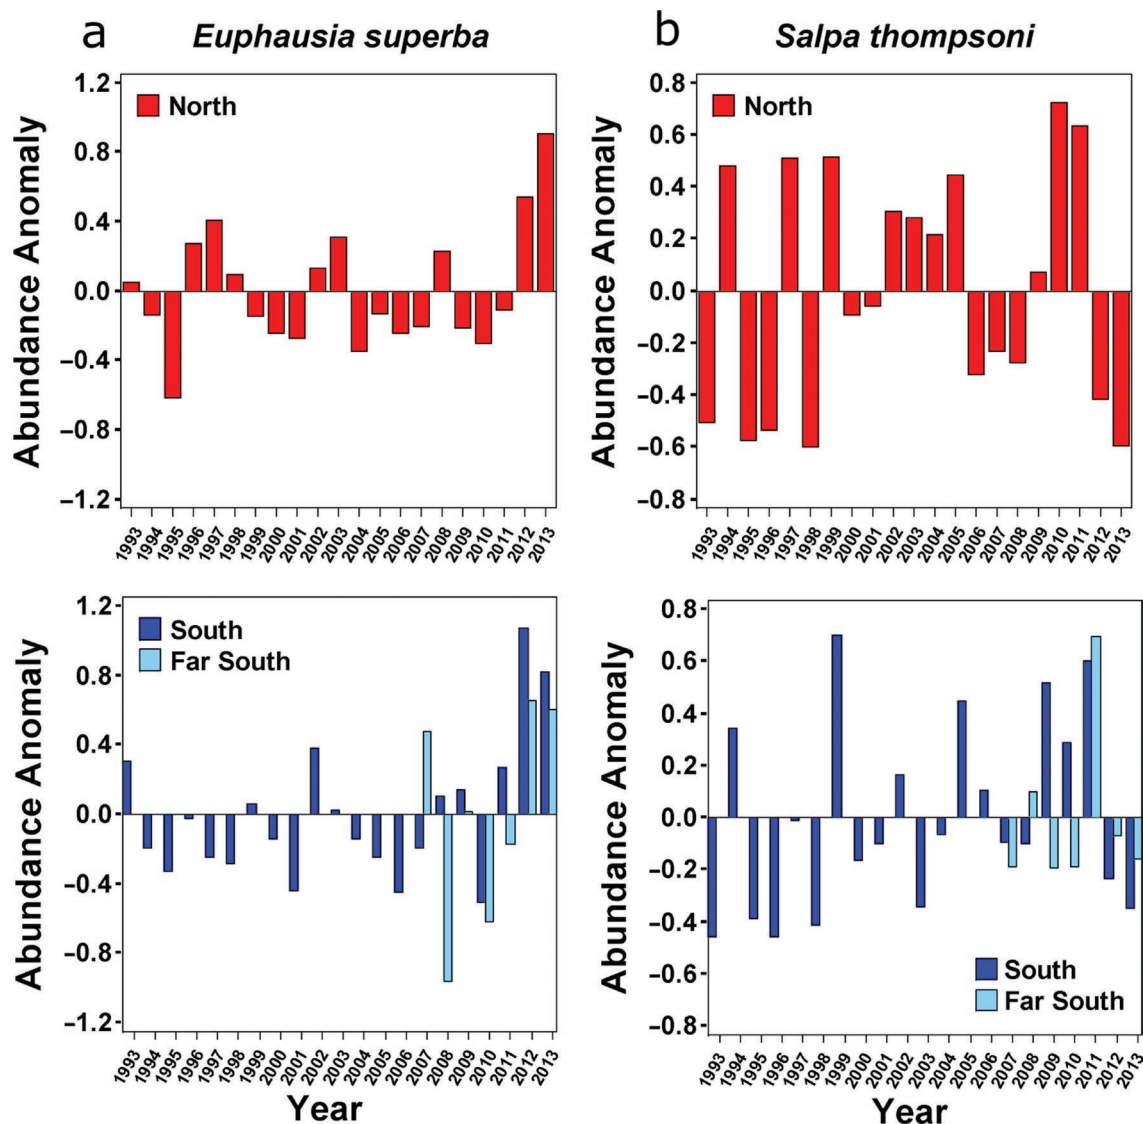 a Euphausia superba
b Salpa thompsoni
1.2
0.8
0.4
0.0
–0.4
–0.8
–1.2
Abundance Anomaly
North
1993 1994 1995 1996 1997 1998 1999 2000 2001 2002 2003 2004 2005 2006 2007 2008 2009 2010 2011 2012 2013
0.8
0.6
0.4
0.2
0.0
–0.2
–0.4
–0.6
–0.8
Abundance Anomaly
North
1993 1994 1995 1996 1997 1998 1999 2000 2001 2002 2003 2004 2005 2006 2007 2008 2009 2010 2011 2012 2013
1.2
0.8
0.4
0.0
–0.4
–0.8
–1.2
Abundance Anomaly
South
Far South
1993 1994 1995 1996 1997 1998 1999 2000 2001 2002 2003 2004 2005 2006 2007 2008 2009 2010 2011 2012 2013
Year
0.8
0.6
0.4
0.2
0.0
–0.2
–0.4
–0.6
–0.8
Abundance Anomaly
South
Far South
1993 1994 1995 1996 1997 1998 1999 2000 2001 2002 2003 2004 2005 2006 2007 2008 2009 2010 2011 2012 2013
Year